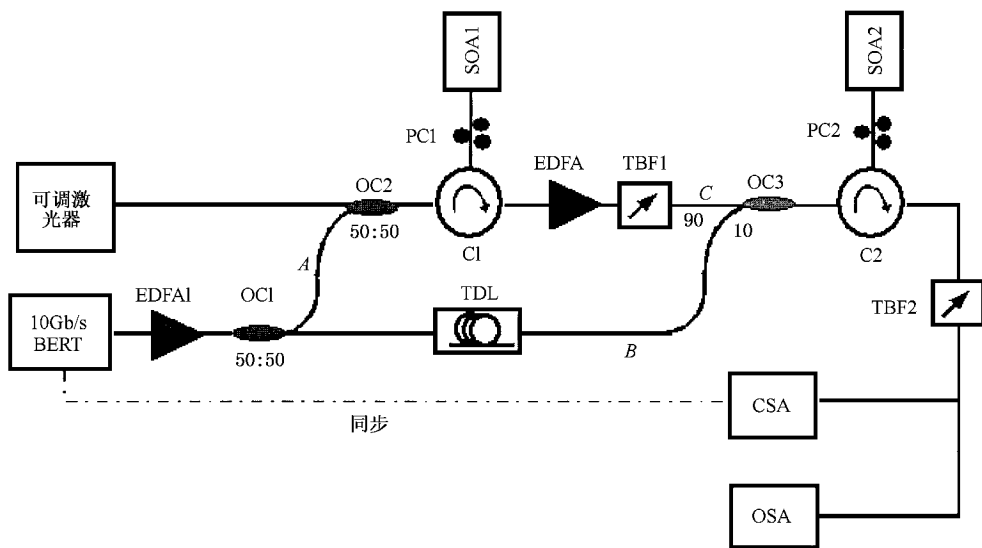 SOA1
SOA2
PC1
PC2
EDFA
TBF1
可调激
光器
OC2
C
OC3
50:50
90
10
C1
C2
A
EDFA1
OC1
TDL
TBF2
10Gb/s
BERT
50:50
B
CSA
同步
OSA